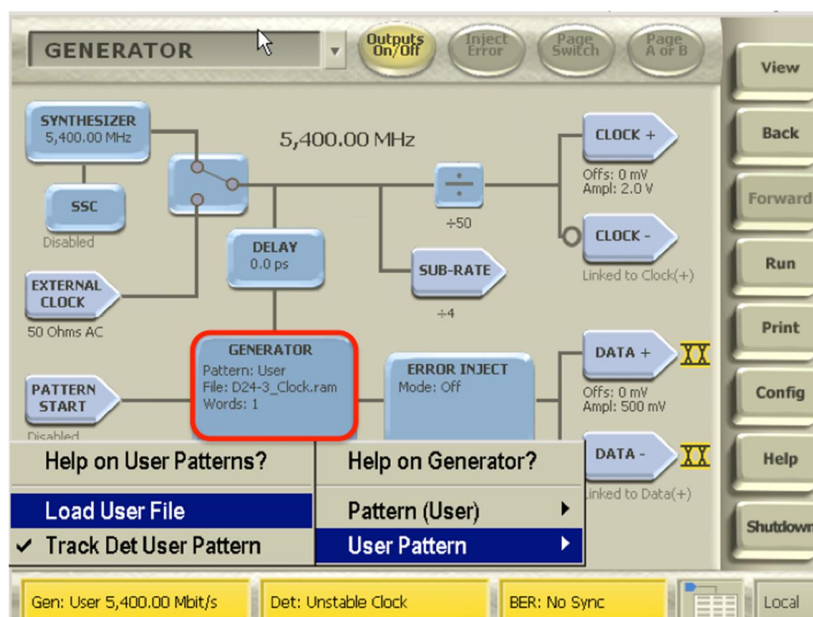 GENERATOR
Outputs
On/Off
Inject
Error
Page
Switch
Page
A or B
View
SYNTHESIZER
5,400.00 MHz
5,400.00 MHz
CLOCK +
Back
Offs: 0 mV
Ampl: 2.0 V
SSC
Disabled
÷
÷50
Forward
CLOCK -
DELAY
0.0 ps
SUB-RATE
÷4
Linked to Clock(+)
Run
EXTERNAL
CLOCK
50 Ohms AC
Print
GENERATOR
Pattern: User
File: D24-3_Clock.ram
Words: 1
ERROR INJECT
Mode: Off
DATA +
Offs: 0 mV
Ampl: 500 mV
PATTERN
START
Disabled
Config
Help on User Patterns?
Help on Generator?
DATA -
Linked to Data(+)
Help
Load User File
Pattern (User)
Track Det User Pattern
User Pattern
Shutdown
Gen: User 5,400.00 Mbit/s
Det: Unstable Clock
BER: No Sync
Local